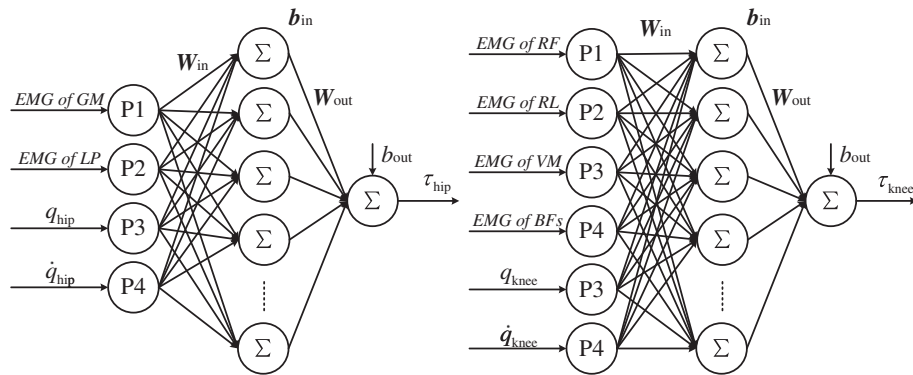 b_in
W_in
Σ
EMG of GM
P1
Σ
W_out
EMG of LP
P2
Σ
b_out
q_hip
P3
Σ
Σ
τ_hip
q̇_hip
P4
Σ
b_in
EMG of RF
P1
W_in
Σ
EMG of RL
P2
Σ
W_out
EMG of VM
P3
Σ
b_out
EMG of BFs
P4
Σ
Σ
τ_knee
q_knee
P3
q̇_knee
P4
Σ